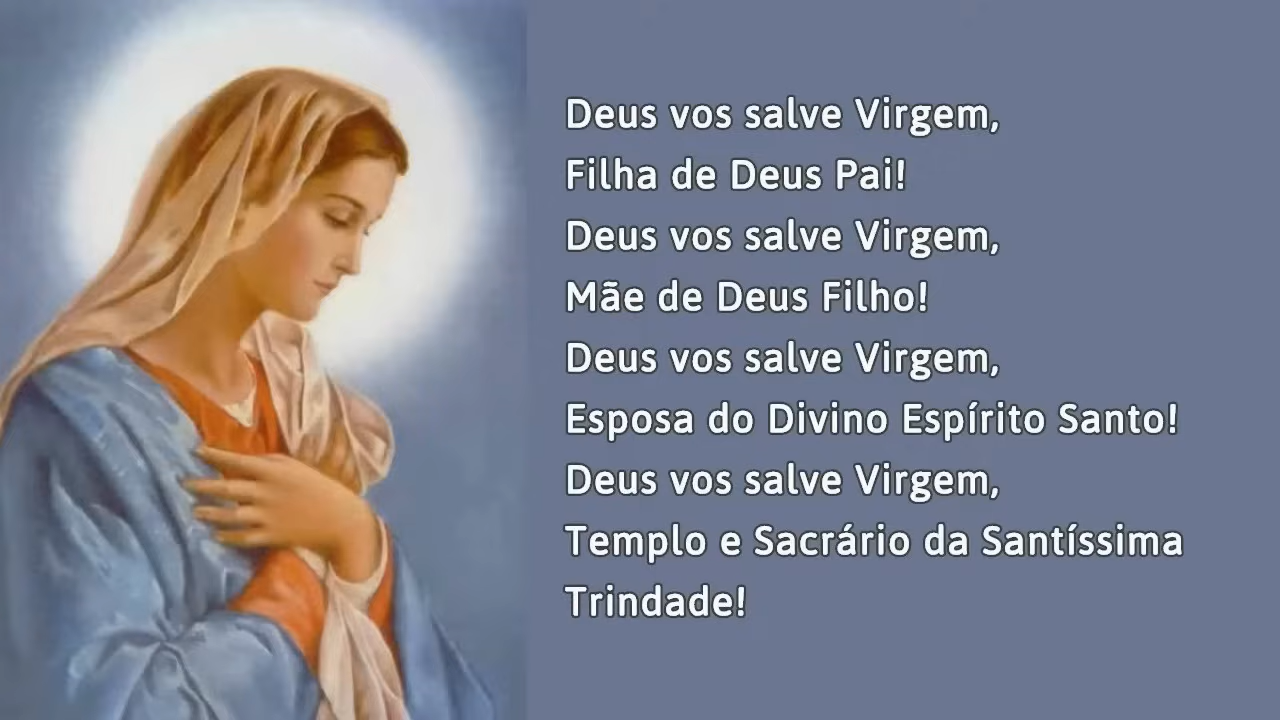 Deus vos salve Virgem,
Filha de Deus Pai!
Deus vos salve Virgem,
Mãe de Deus Filho!
Deus vos salve Virgem,
Esposa do Divino Espírito Santo!
Deus vos salve Virgem,
Templo e Sacrário da Santíssima
Trindade!